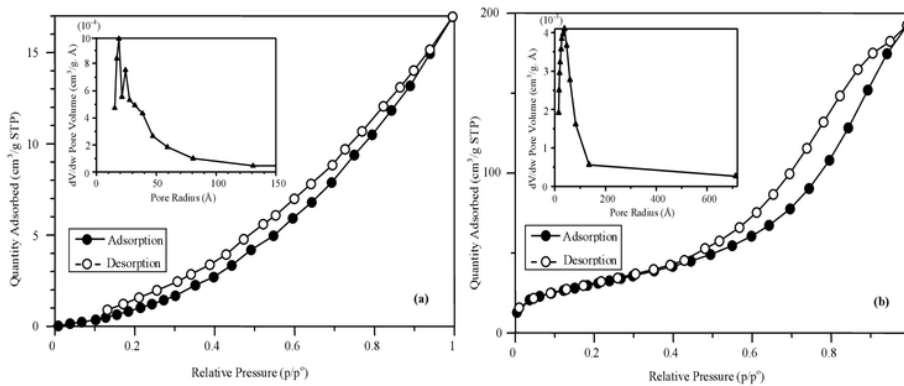 (10⁻⁴)
10
8
6
4
2
0
dV/dw Pore Volume (cm³/g. Å)
0 50 100 150
Pore Radius (Å)
15
10
5
0
Quantity Adsorbed (cm³/g STP)
Adsorption
Desorption
(a)
0 0.2 0.4 0.6 0.8 1
Relative Pressure (p/p°)
(10⁻³)
4
3
2
1
0
dV/dw Pore Volume (cm³/g. Å)
0 200 400 600
Pore Radius (Å)
200
100
0
Quantity Adsorbed (cm³/g STP)
Adsorption
Desorption
(b)
0 0.2 0.4 0.6 0.8
Relative Pressure (p/p°)